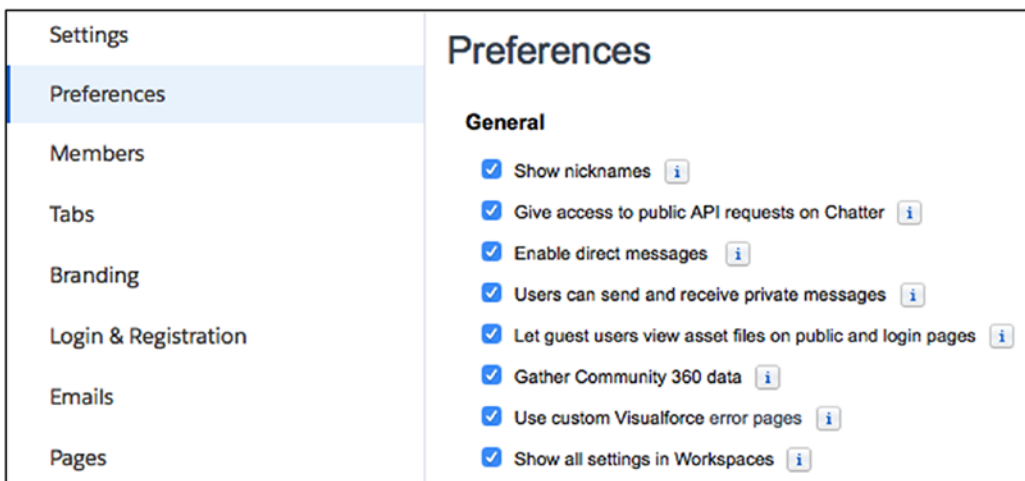 Settings
Preferences
Members
Tabs
Branding
Login & Registration
Emails
Pages
Preferences
General
Show nicknames i
Give access to public API requests on Chatter i
Enable direct messages i
Users can send and receive private messages i
Let guest users view asset files on public and login pages i
Gather Community 360 data i
Use custom Visualforce error pages i
Show all settings in Workspaces i